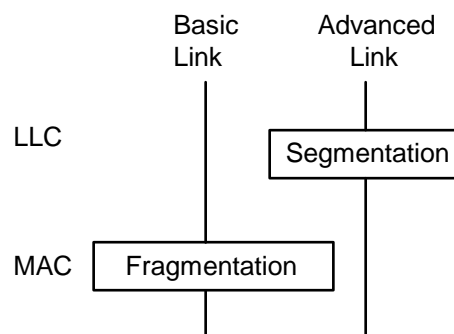 Basic
Link
Advanced
Link
LLC
Segmentation
MAC
Fragmentation